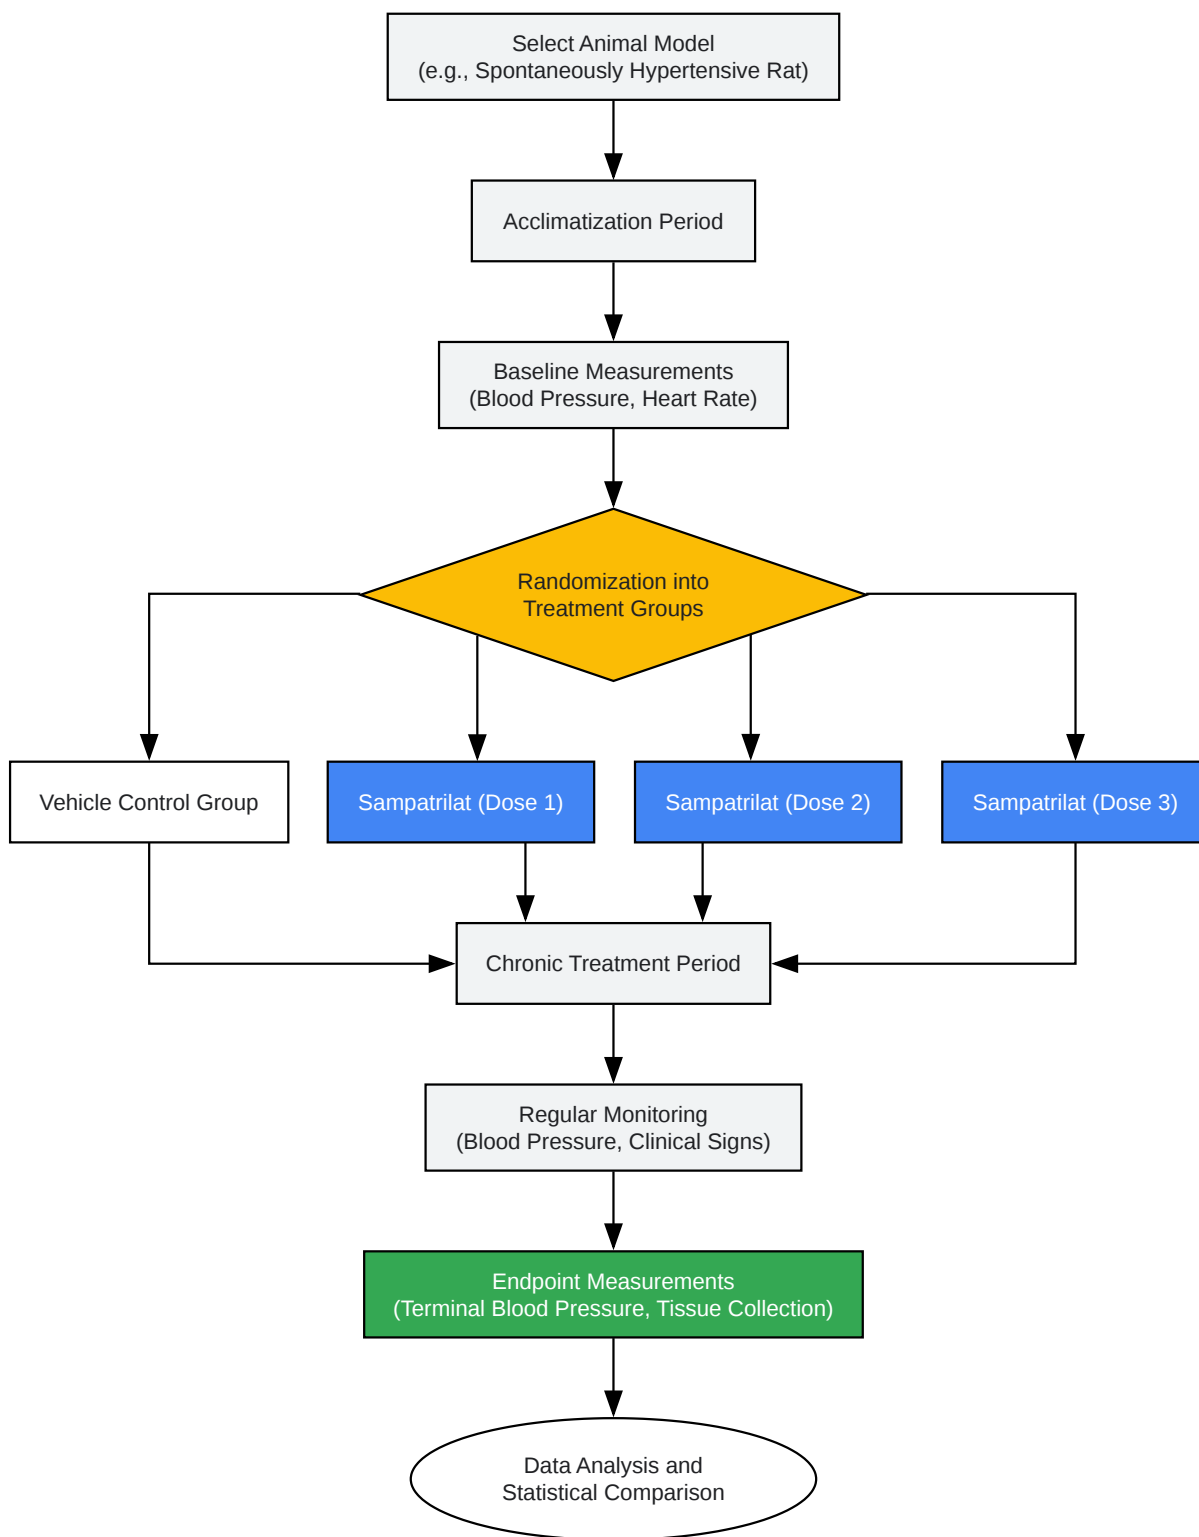 Select Animal Model
(e.g., Spontaneously Hypertensive Rat)
Acclimatization Period
Baseline Measurements
(Blood Pressure, Heart Rate)
Randomization into
Treatment Groups
Vehicle Control Group
Sampatrilat (Dose 1)
Sampatrilat (Dose 2)
Sampatrilat (Dose 3)
Chronic Treatment Period
Regular Monitoring
(Blood Pressure, Clinical Signs)
Endpoint Measurements
(Terminal Blood Pressure, Tissue Collection)
Data Analysis and
Statistical Comparison